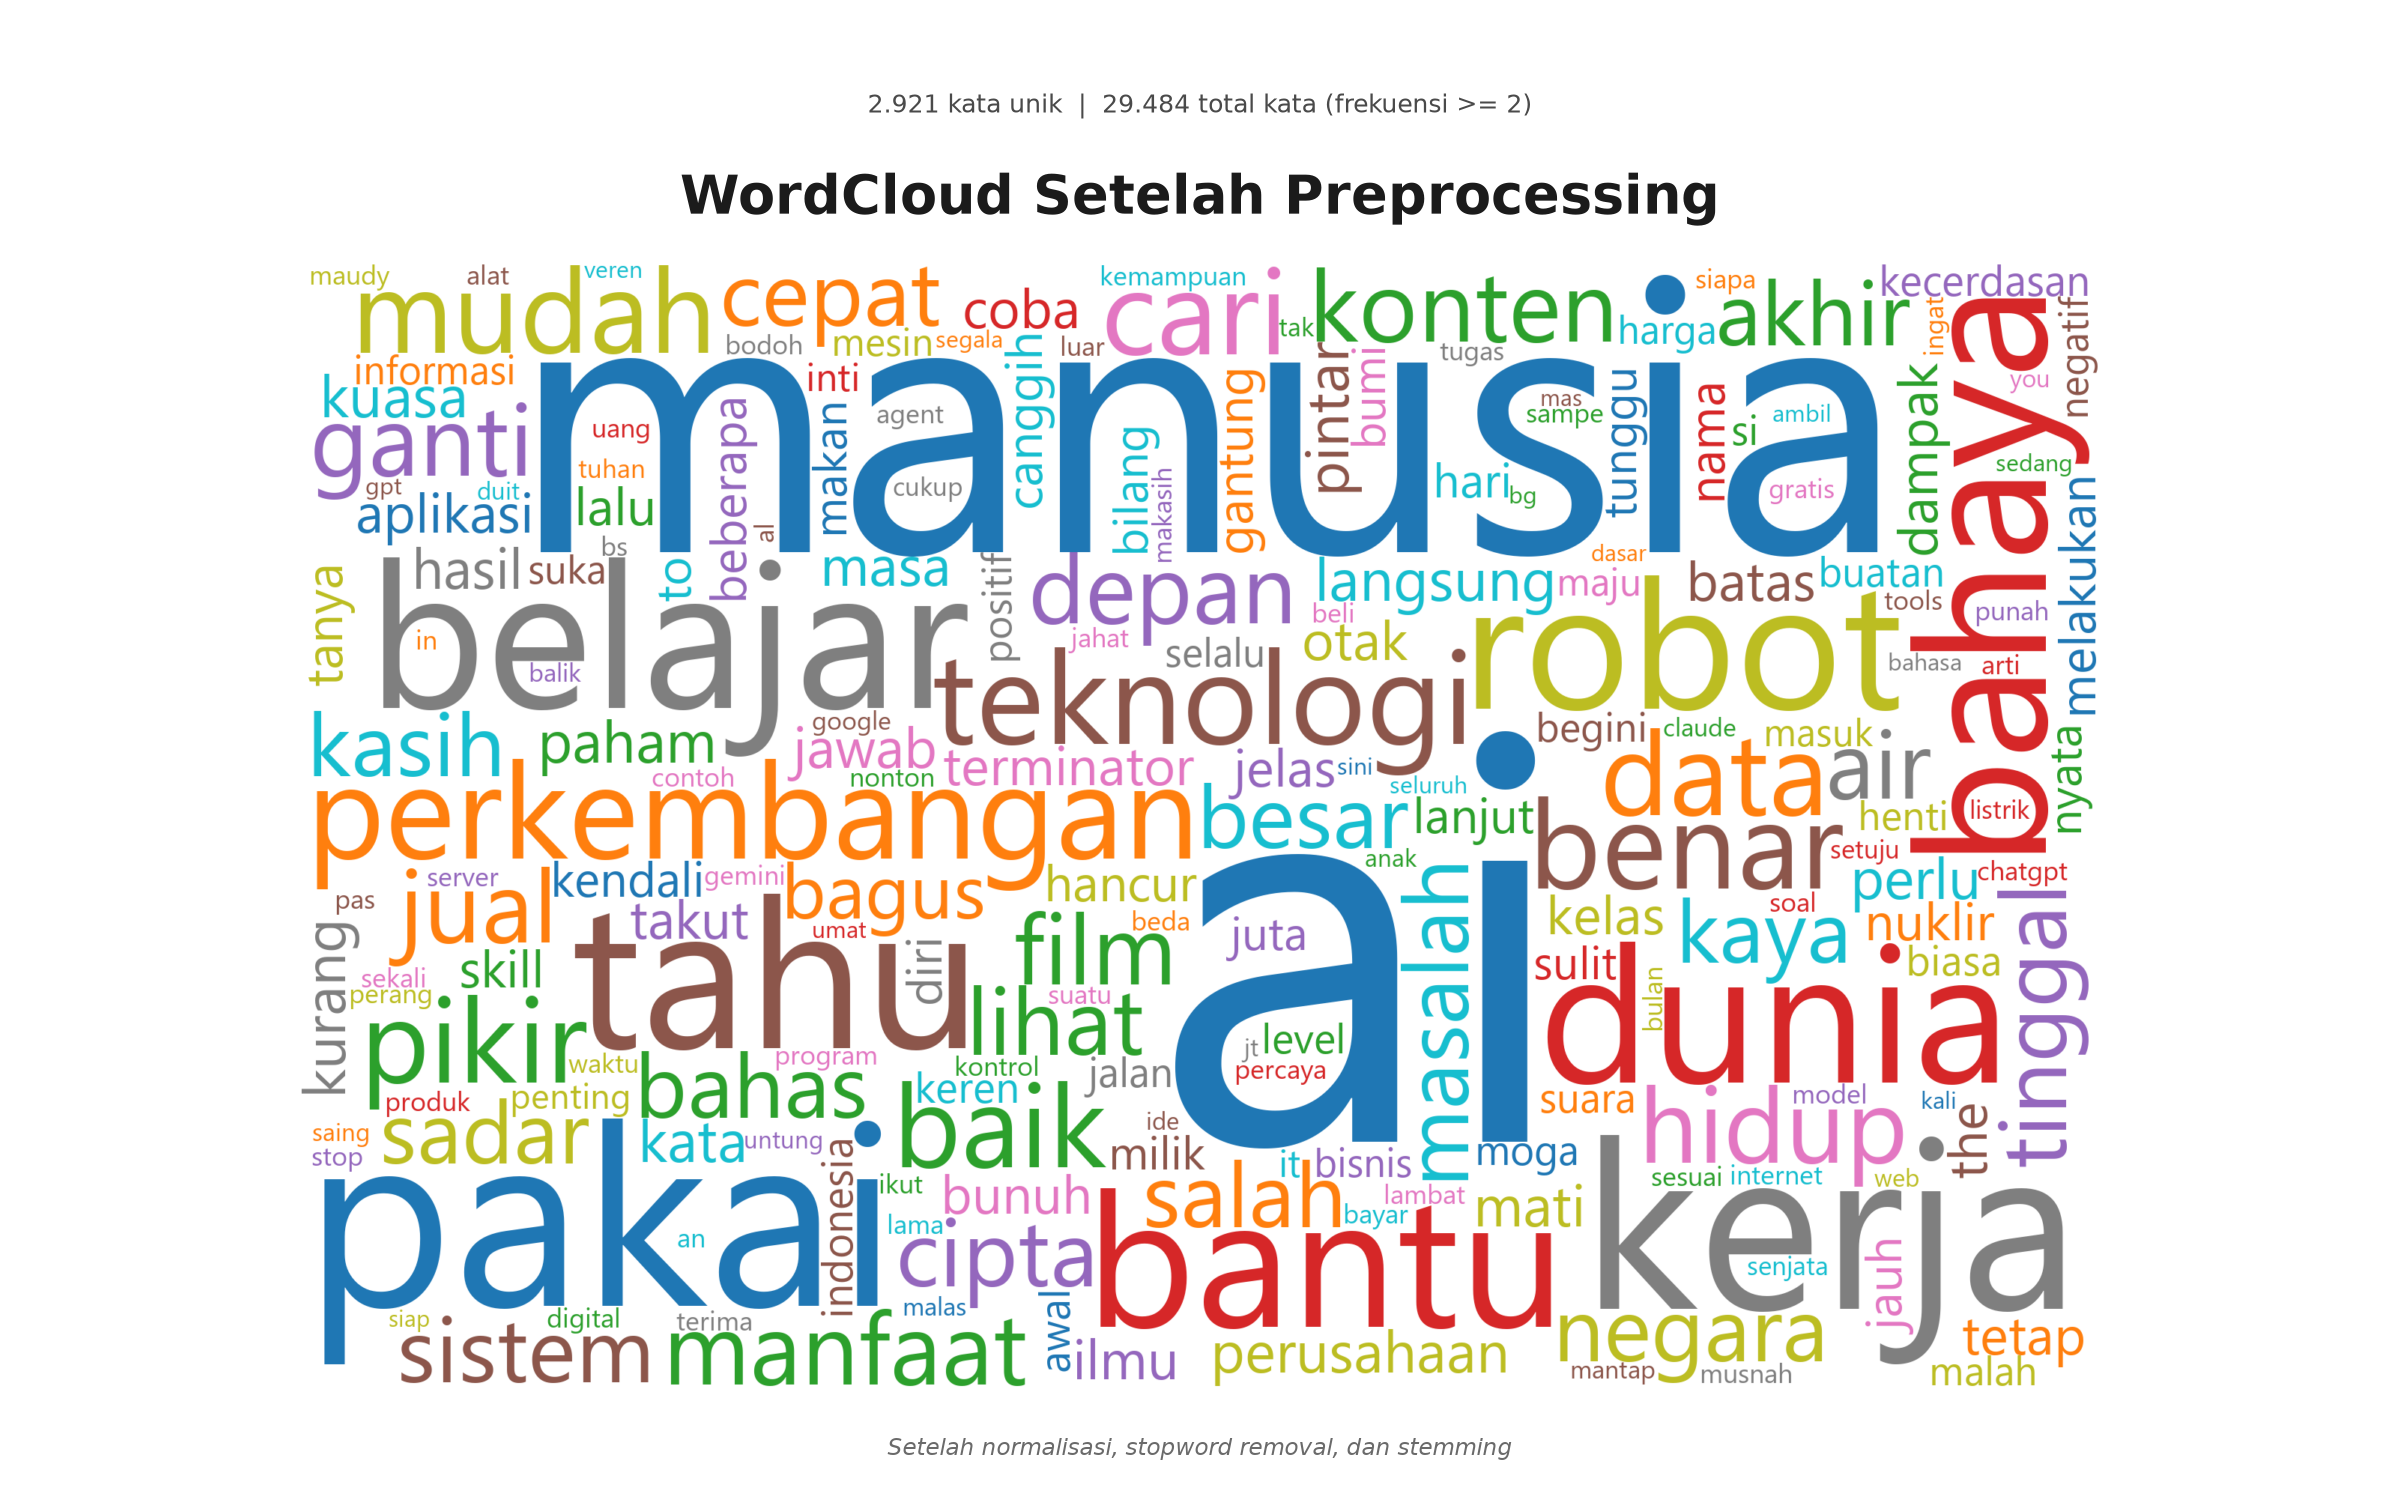 2.921 kata unik | 29.484 total kata (frekuensi >= 2)
WordCloud Setelah Preprocessing
maudy
alat
veren
mudah
cepat
coba
kemampuan
cari
tak
konten
siapa
harga
akhir
kecerdasan
ingat
bahaya
negatif
you
bodoh
mesin
segala
luar
tugas
informasi
kuasa
ganti
manusia
inti
uang
tuhan
gpt
duit
aplikasi
lalu
beberapa
al
makan
agent
cukup
canggih
bilang
makasih
gantung
pintar
bumi
hari
bg
mas
sampe
tunggu
nama
si
ambil
gratis
dampak
sedang
melakukan
bs
hasil
suka
to
masa
positif
depan
langsung
dasar
maju
batas
buatan
tools
punah
tanya
belajar
in
balik
jahat
beli
selalu
otak
robot
bahasa
arti
teknologi
kasih
paham
google
jawab
contoh
nonton
terminator
jelas
sini
seluruh
begini
claude
masuk
data
air
nyata
henti
listrik
perkembangan
besar
lanjut
benar
setuju
chatgpt
perlu
server
kendali
gemini
bagus
hancur
anak
ai
masalah
jual
pas
takut
umat
beda
juta
kelas
soal
kaya
nuklir
tinggal
kurang
sekali
perang
skill
tahu
diri
film
suatu
lihat
sulit
dunia
bulan
biasa
pikir
waktu
bahas
program
kontrol
jalan
jt
level
percaya
produk
penting
keren
baik
ide
milik
suara
hidup
model
kali
the
saing
stop
sadar
kata
untung
indonesia
it
bisnis
moga
sesuai
internet
web
pakai
an
ikut
bunuh
salah
lambat
bayar
mati
kerja
senjata
jauh
lama
cipta
bantu
siap
digital
terima
malas
awal
sistem
manfaat
ilmu
perusahaan
negara
mantap
musnah
tetap
malah
Setelah normalisasi, stopword removal, dan stemming